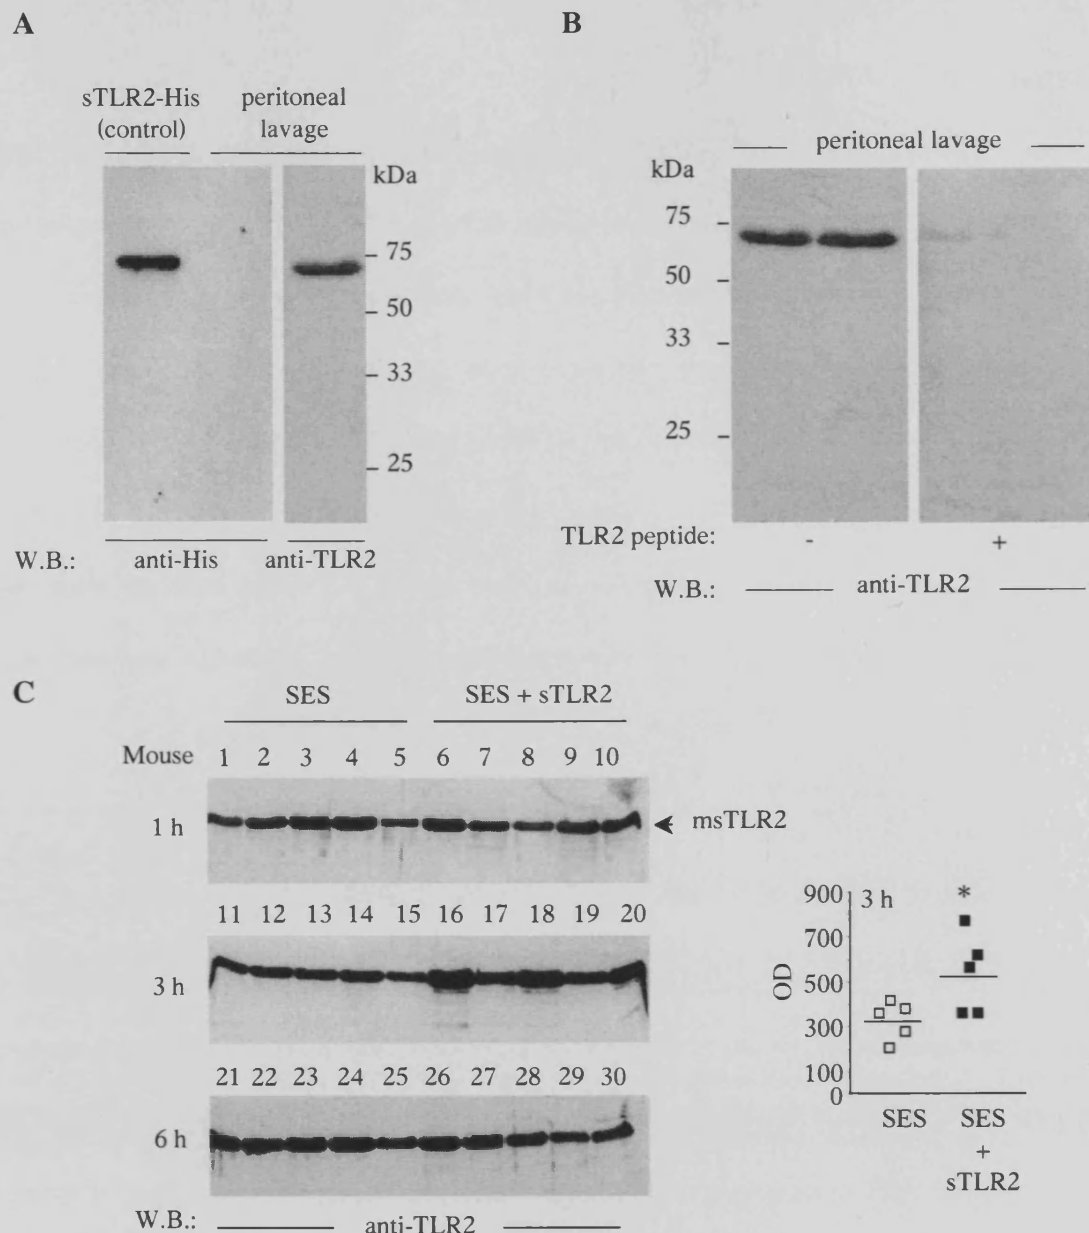 A
sTLR2-His
(control)
peritoneal
lavage
kDa
75
50
33
25
W.B.:
anti-His
anti-TLR2
B
peritoneal lavage
kDa
75
50
33
25
TLR2 peptide:
-
+
W.B.:
anti-TLR2
C
SES
SES + sTLR2
Mouse
1 2 3 4 5 6 7 8 9 10
1 h
msTLR2
11 12 13 14 15 16 17 18 19 20
3 h
21 22 23 24 25 26 27 28 29 30
6 h
W.B.:
anti-TLR2
900
700
500
300
100
0
OD
3 h
*
SES
SES
+
sTLR2